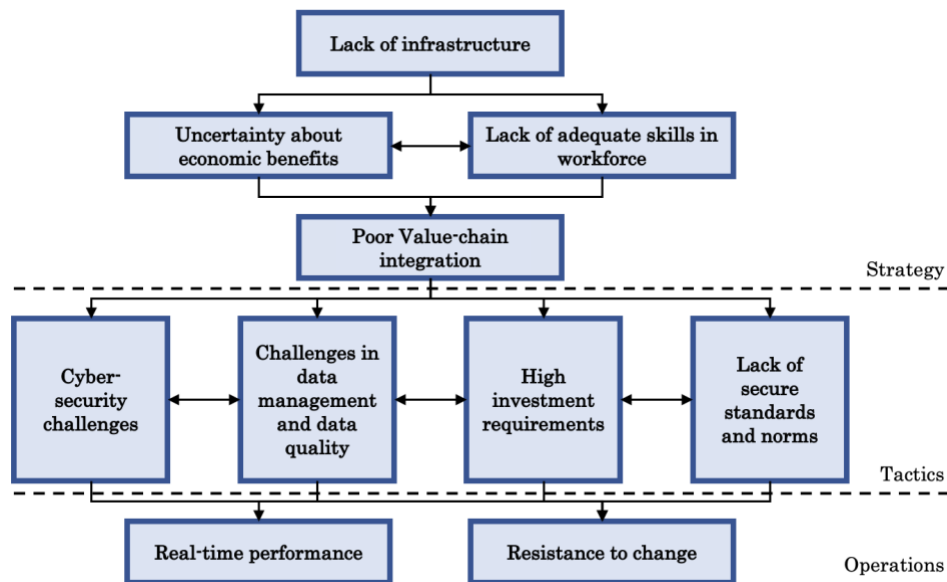 Lack of infrastructure
Uncertainty about
economic benefits
Lack of adequate skills in
workforce
Poor Value-chain
integration
Strategy
Cyber-
security
challenges
Challenges in
data
management
and data
quality
High
investment
requirements
Lack of
secure
standards
and norms
Tactics
Real-time performance
Resistance to change
Operations